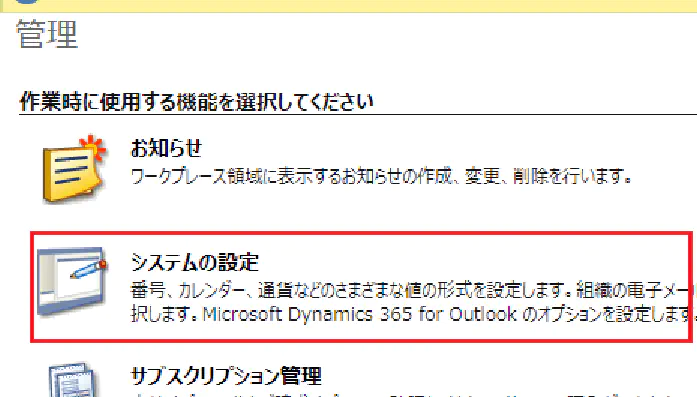 管理
作業時に使用する機能を選択してください
お知らせ
ワークプレース領域に表示するお知らせの作成、変更、削除を行います。
システムの設定
番号、カレンダー、通貨などのさまざまな値の形式を設定します。組織の電子メー
択します。Microsoft Dynamics 365 for Outlook のオプションを設定します。
サブスクリプション管理